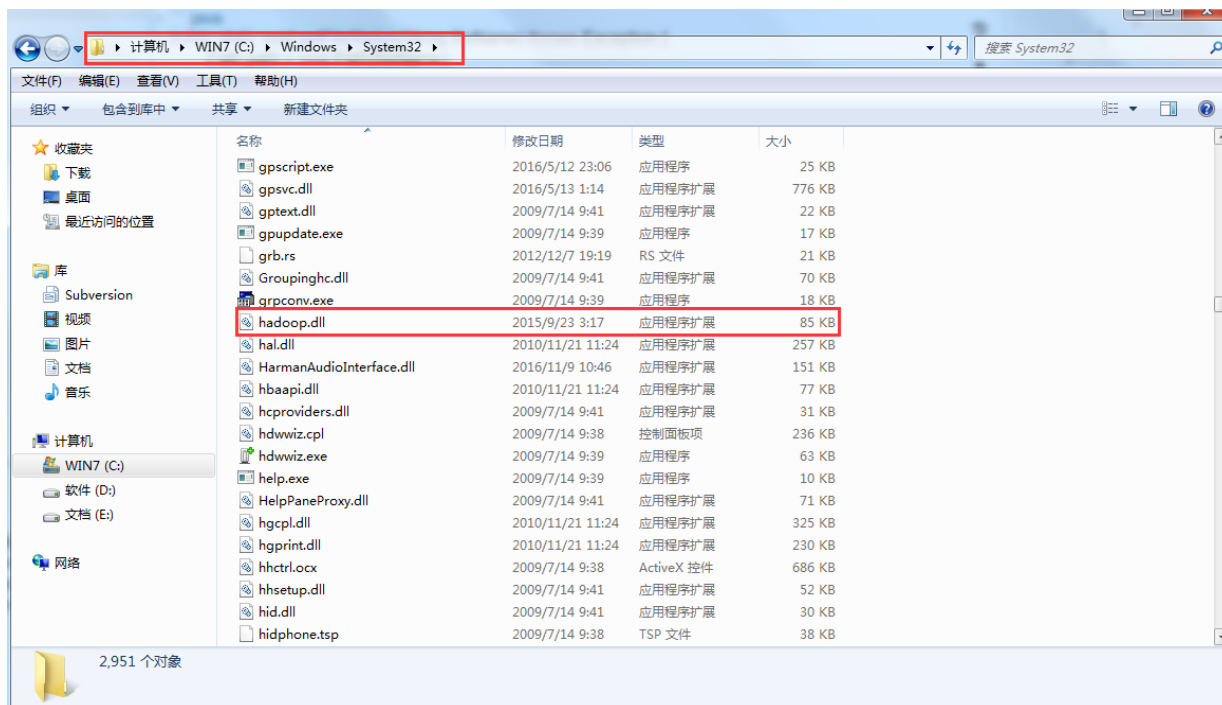 计算机 ▸ WIN7 (C:) ▸ Windows ▸ System32 ▸
搜索 System32
文件(F) 编辑(E) 查看(V) 工具(T) 帮助(H)
组织 包含到库中 共享 新建文件夹
名称 修改日期 类型 大小
收藏夹
下载
桌面
最近访问的位置
库
Subversion
视频
图片
文档
音乐
计算机
WIN7 (C:)
软件 (D:)
文档 (E:)
网络
gpscript.exe 2016/5/12 23:06 应用程序 25 KB
gpsvc.dll 2016/5/13 1:14 应用程序扩展 776 KB
gptext.dll 2009/7/14 9:41 应用程序扩展 22 KB
gpupdate.exe 2009/7/14 9:39 应用程序 17 KB
grb.rs 2012/12/7 19:19 RS 文件 21 KB
Groupinghc.dll 2009/7/14 9:41 应用程序扩展 70 KB
grpconv.exe 2009/7/14 9:39 应用程序 18 KB
hadoop.dll 2015/9/23 3:17 应用程序扩展 85 KB
hal.dll 2010/11/21 11:24 应用程序扩展 257 KB
HarmanAudioInterface.dll 2016/11/9 10:46 应用程序扩展 151 KB
hbaapi.dll 2010/11/21 11:24 应用程序扩展 77 KB
hcproviders.dll 2009/7/14 9:41 应用程序扩展 31 KB
hdwwiz.cpl 2009/7/14 9:38 控制面板项 236 KB
hdwwiz.exe 2009/7/14 9:39 应用程序 63 KB
help.exe 2009/7/14 9:39 应用程序 10 KB
HelpPaneProxy.dll 2009/7/14 9:41 应用程序扩展 71 KB
hgcpl.dll 2010/11/21 11:24 应用程序扩展 325 KB
hgprint.dll 2010/11/21 11:24 应用程序扩展 230 KB
hhctrl.ocx 2009/7/14 9:38 ActiveX 控件 686 KB
hhsetup.dll 2009/7/14 9:41 应用程序扩展 52 KB
hid.dll 2009/7/14 9:41 应用程序扩展 30 KB
hidphone.tsp 2009/7/14 9:38 TSP 文件 38 KB
2,951 个对象